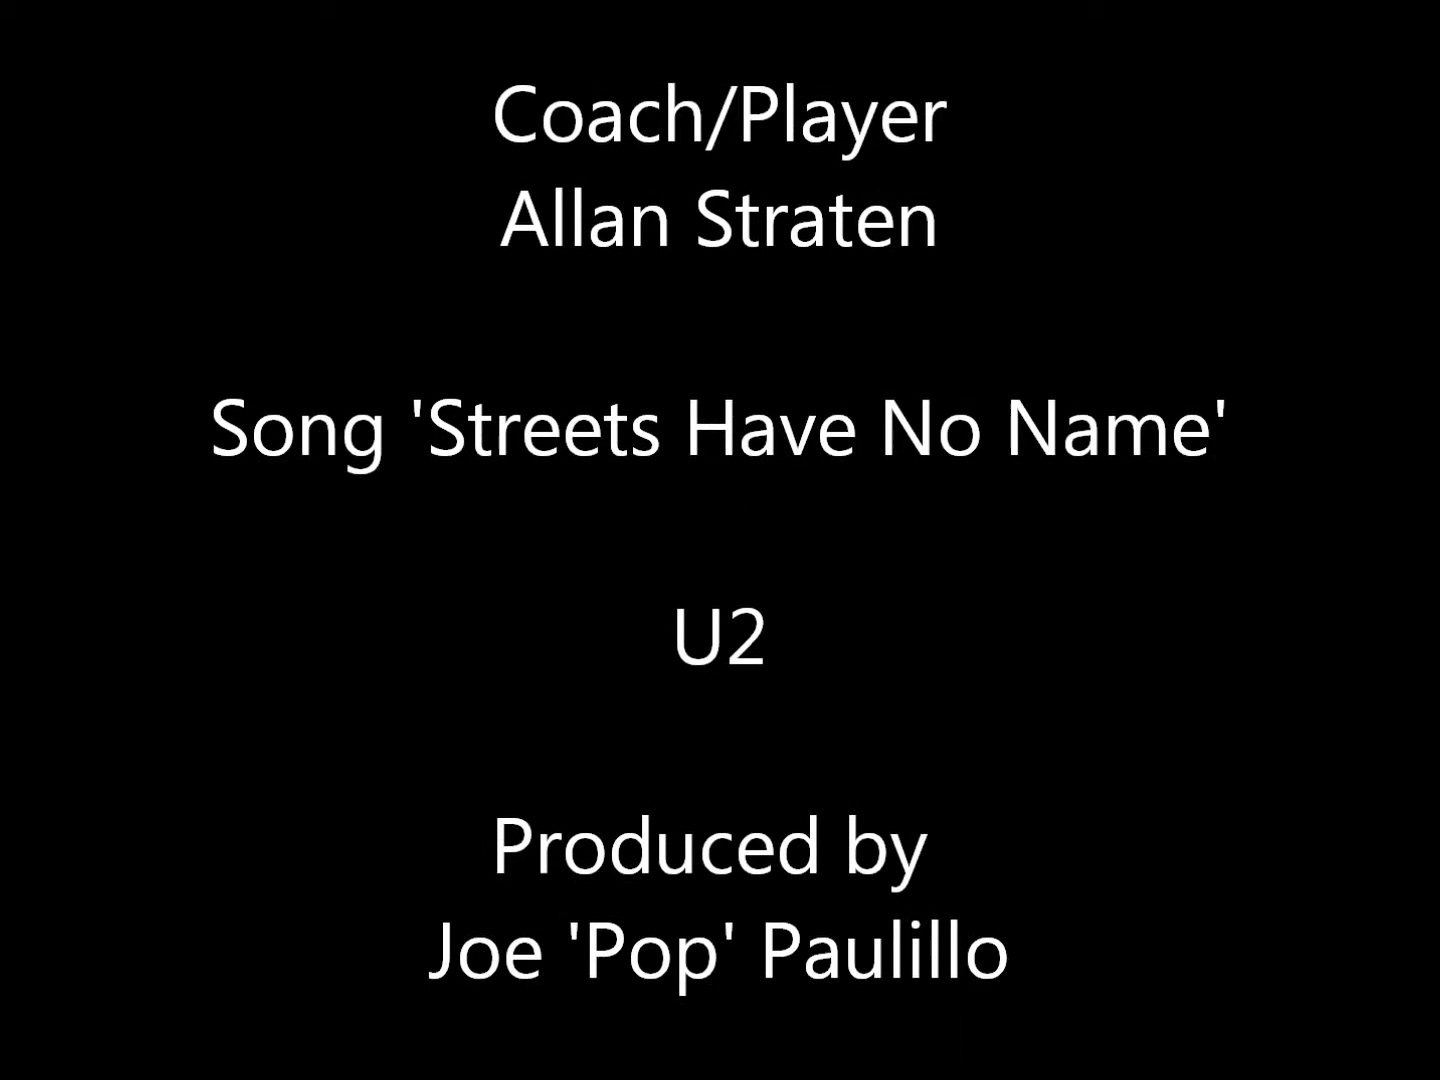 Coach/Player
Allan Straten
Song 'Streets Have No Name'
U2
Produced by
Joe 'Pop' Paulillo